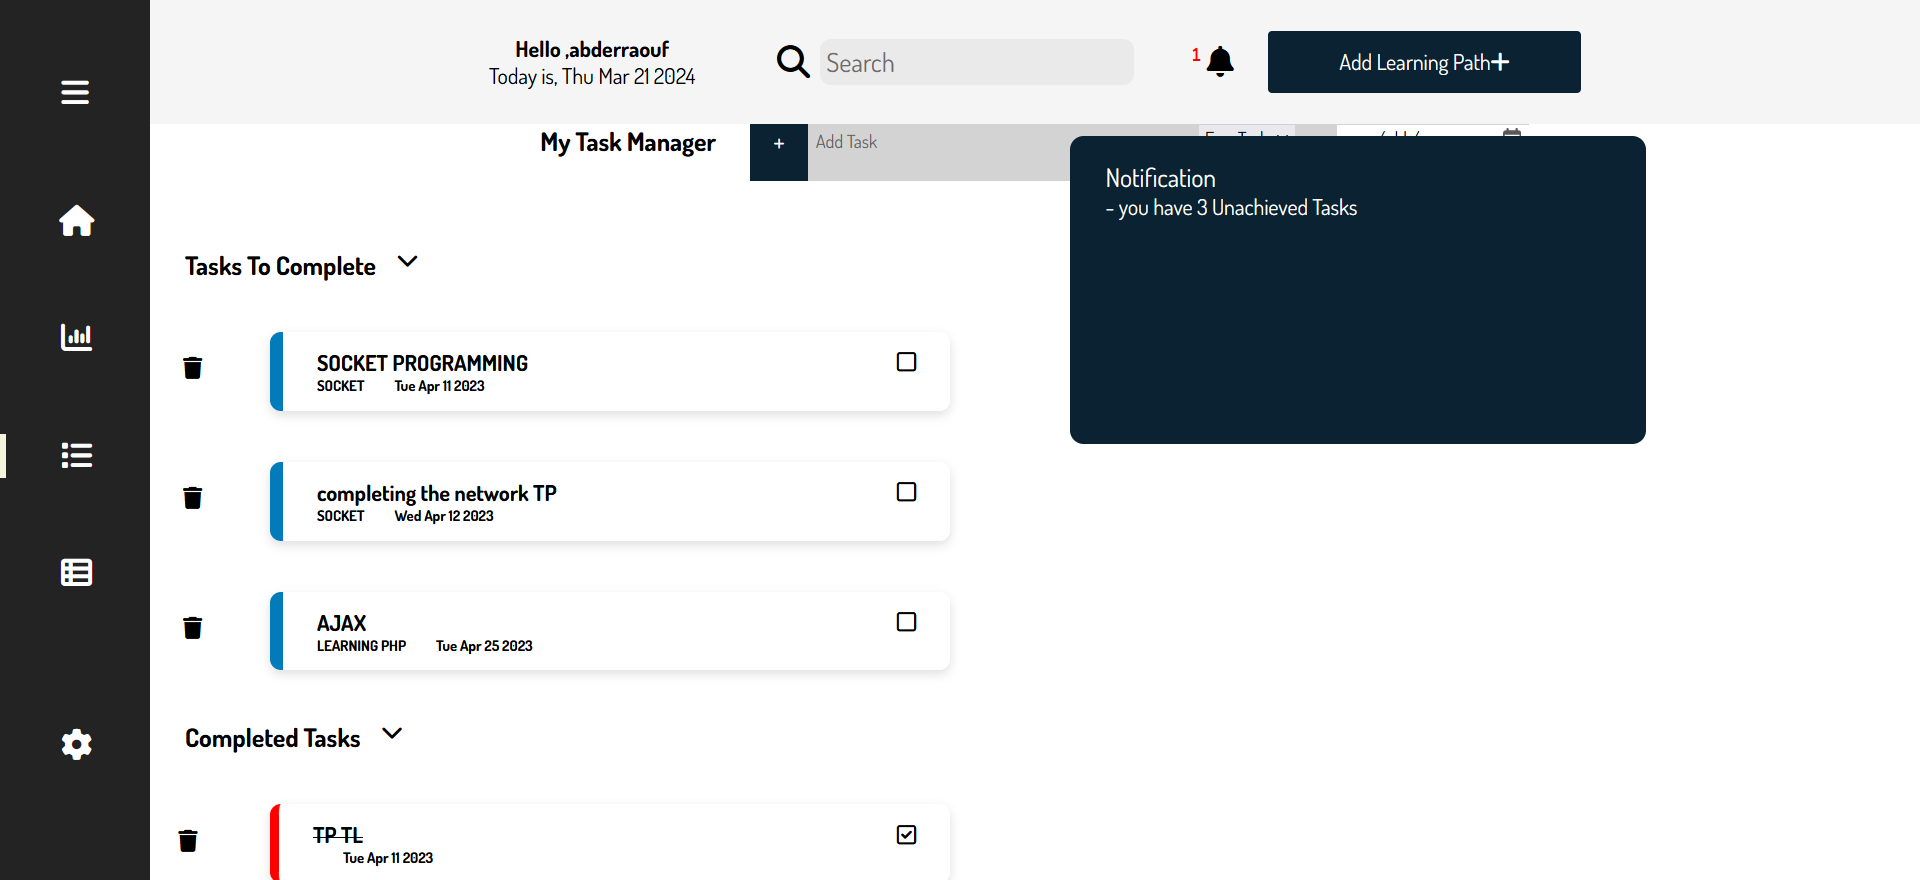 Hello ,abderraouf
Today is, Thu Mar 21 2024
Search
1
Add Learning Path+
My Task Manager
+
Add Task
Notification
- you have 3 Unachieved Tasks
Tasks To Complete
SOCKET PROGRAMMING
SOCKET Tue Apr 11 2023
completing the network TP
SOCKET Wed Apr 12 2023
AJAX
LEARNING PHP Tue Apr 25 2023
Completed Tasks
TP TL
Tue Apr 11 2023